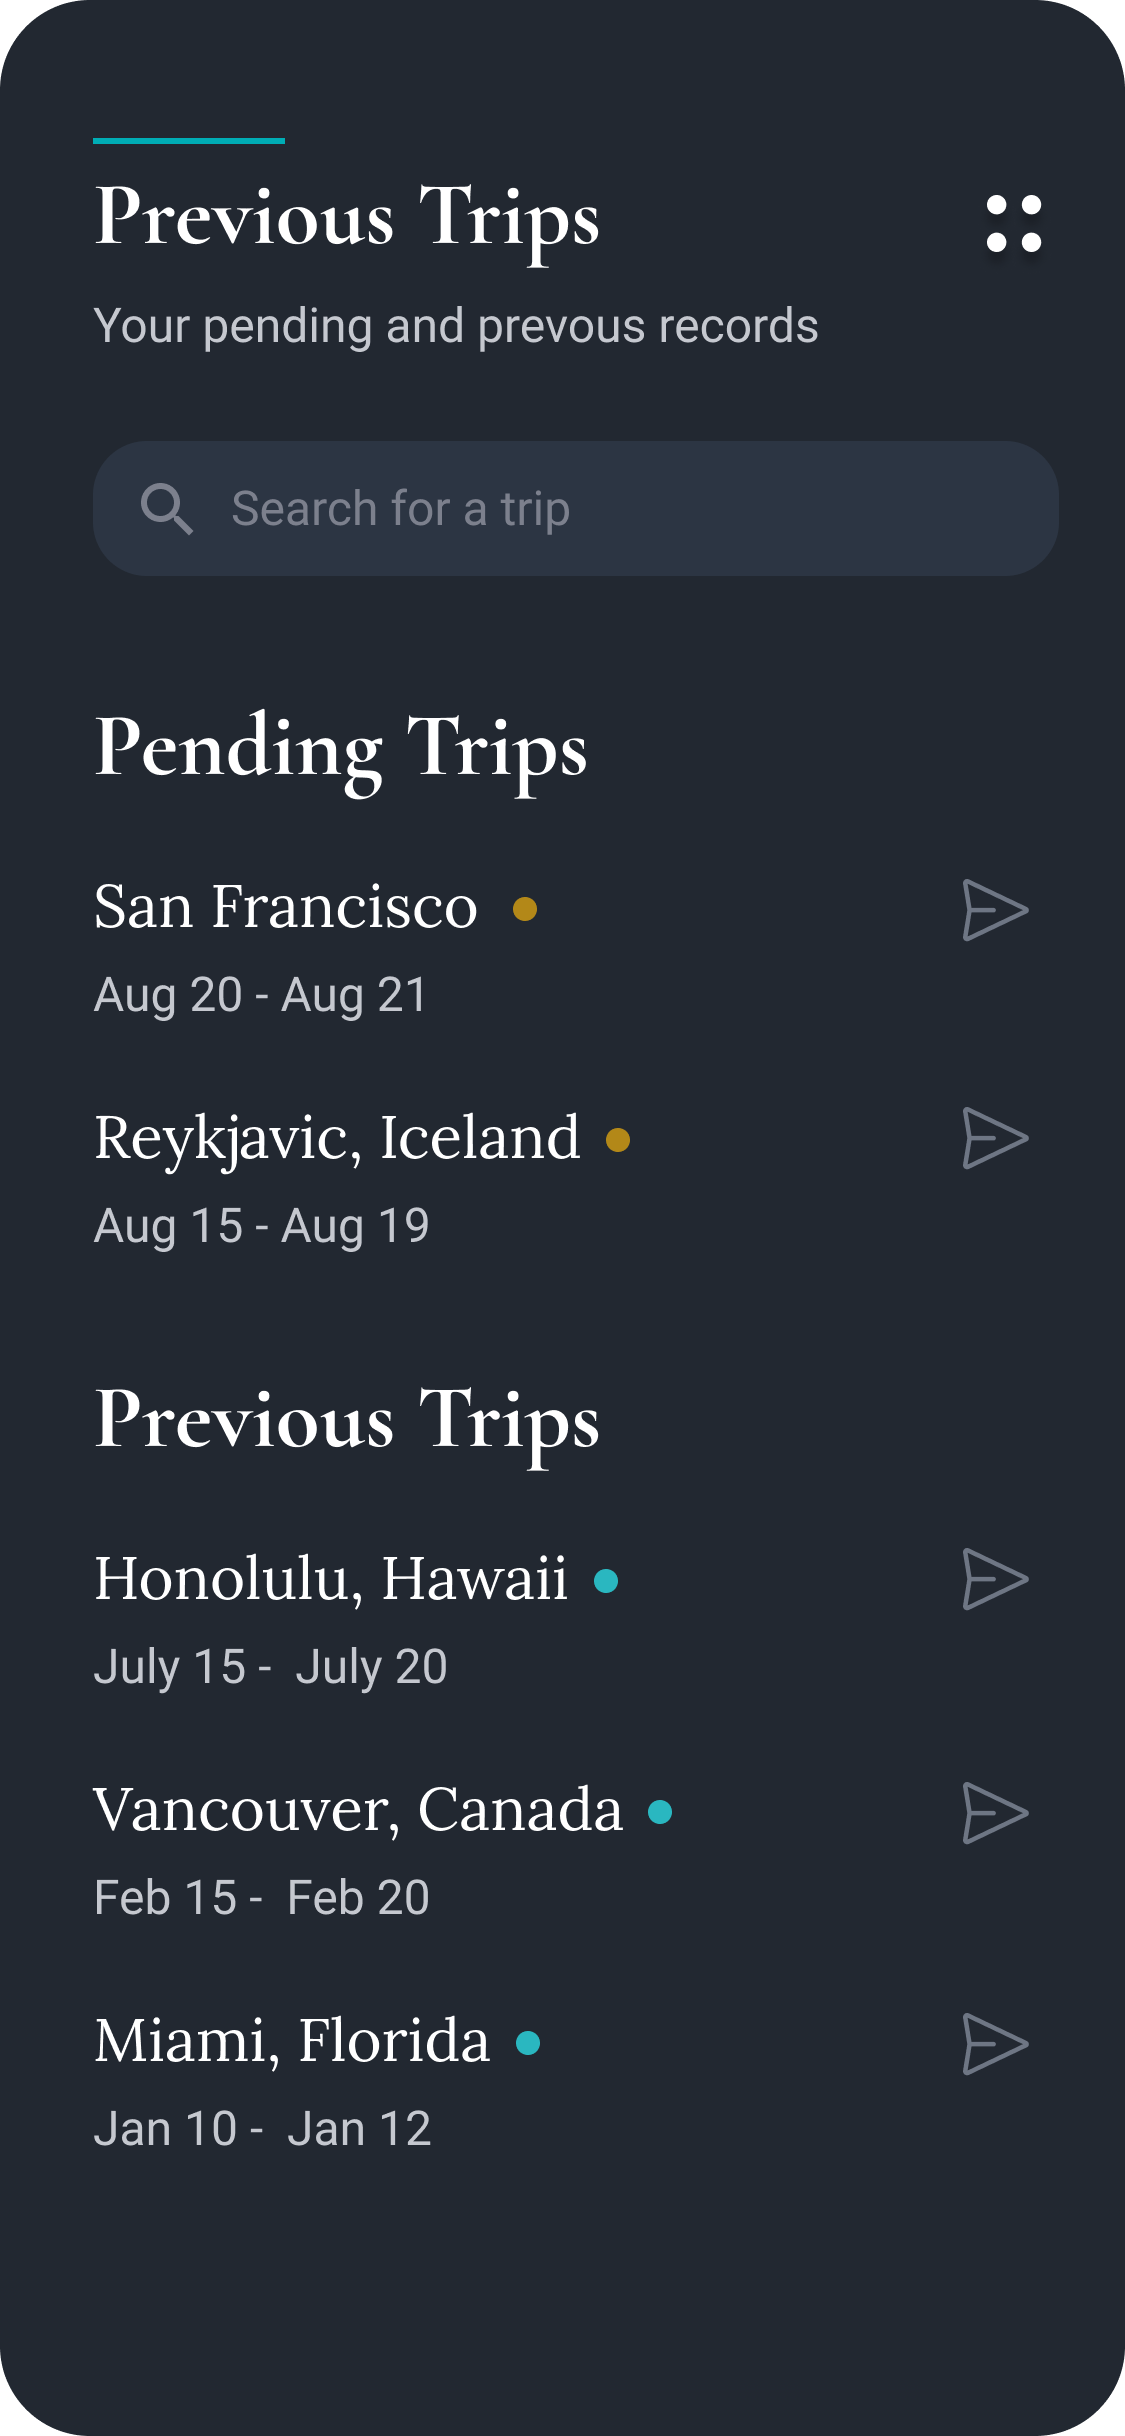 Previous Trips
Your pending and prevous records
Search for a trip
Pending Trips
San Francisco
Aug 20 - Aug 21
Reykjavic, Iceland
Aug 15 - Aug 19
Previous Trips
Honolulu, Hawaii
July 15 -  July 20
Vancouver, Canada
Feb 15 -  Feb 20
Miami, Florida
Jan 10 -  Jan 12